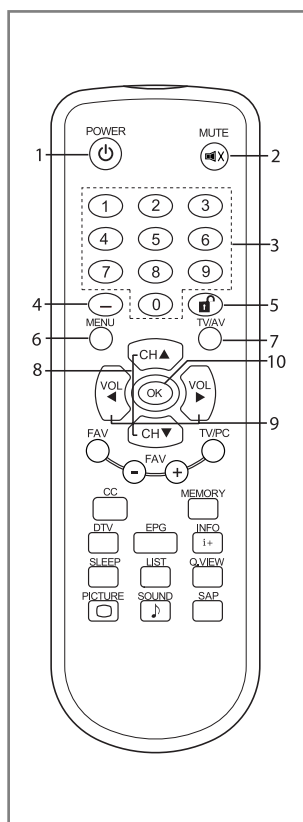 POWER MUTE
1 2
1 2 3
4 5 6 3
7 8 9
4 – 0 5
MENU TV/AV
6 CH▲ 7
8 10
VOL OK VOL
◀ ▶
CH▼ 9
FAV FAV TV/PC
- +
CC MEMORY
DTV EPG INFO
i+
SLEEP LIST Q.VIEW
PICTURE SOUND SAP